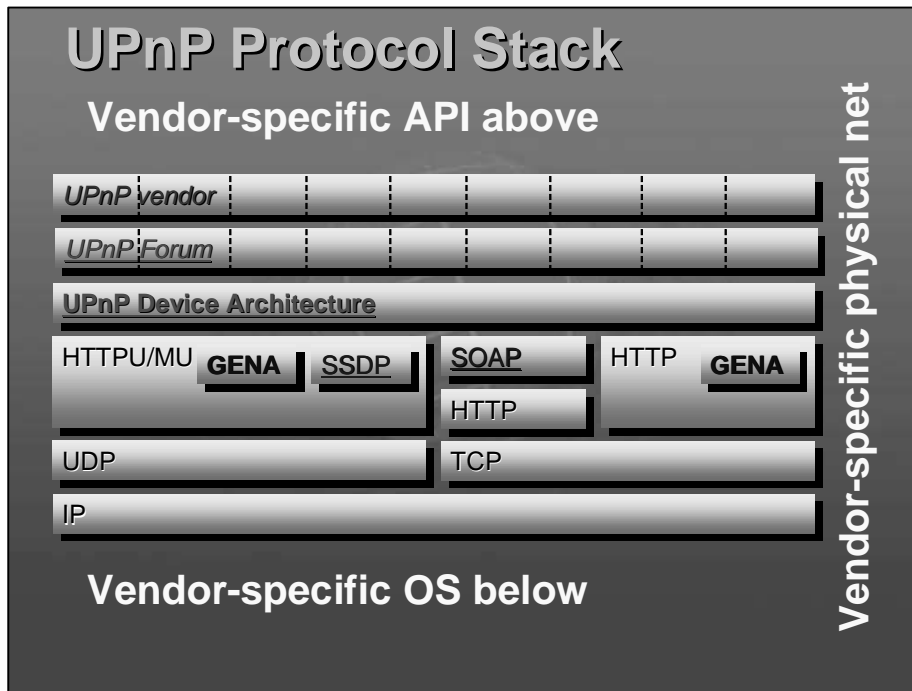 UPnP Protocol Stack
Vendor-specific API above
UPnP vendor
UPnP Forum
UPnP Device Architecture
HTTPU/MU GENA SSDP SOAP HTTP GENA
HTTP
UDP TCP
IP
Vendor-specific OS below
Vendor-specific physical net